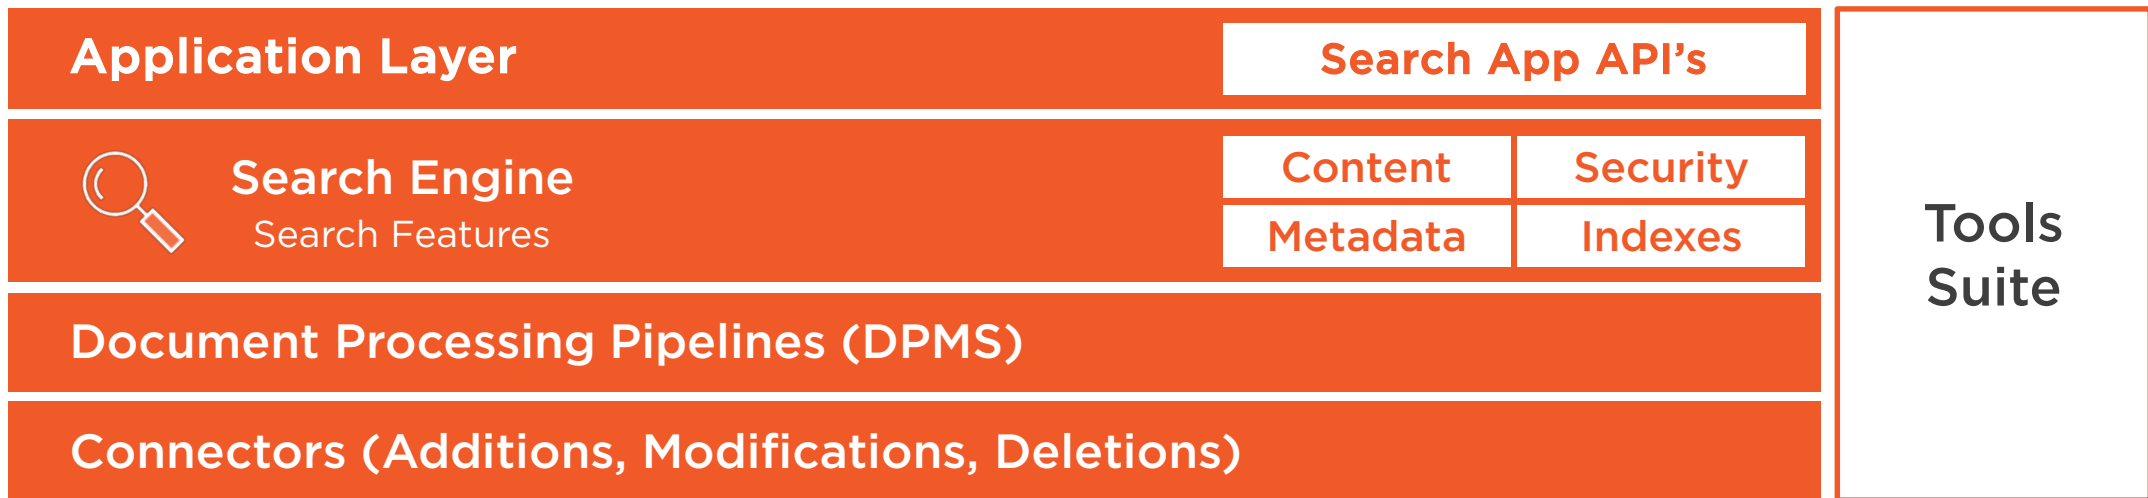 Application Layer
Search App API’s
Search Engine
Search Features
Content
Security
Metadata
Indexes
Document Processing Pipelines (DPMS)
Connectors (Additions, Modifications, Deletions)
Tools
Suite